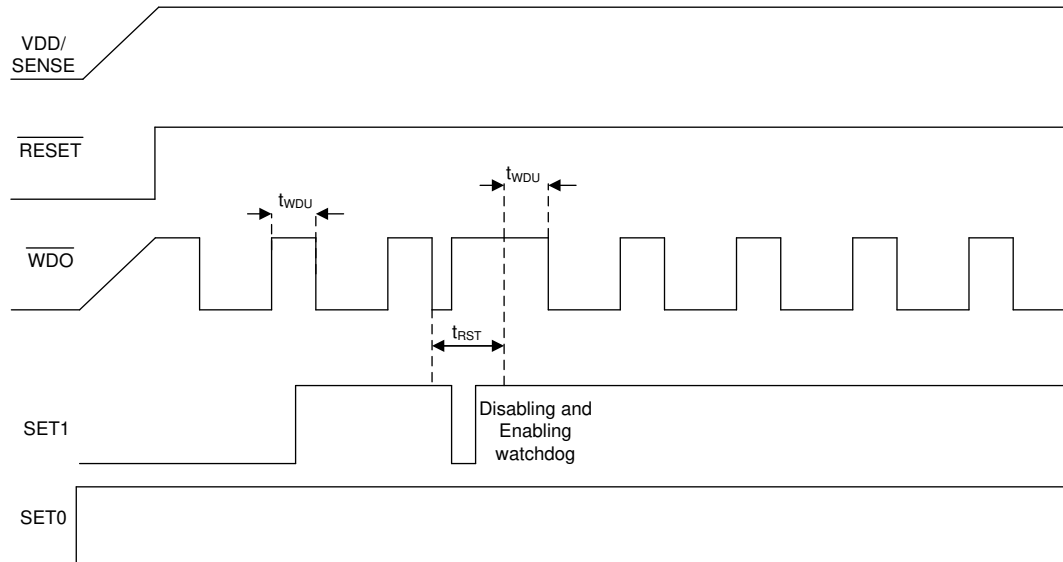 VDD/
SENSE
RESET
tWDU
tWDU
WDO
tRST
SET1
Disabling and
Enabling
watchdog
SET0